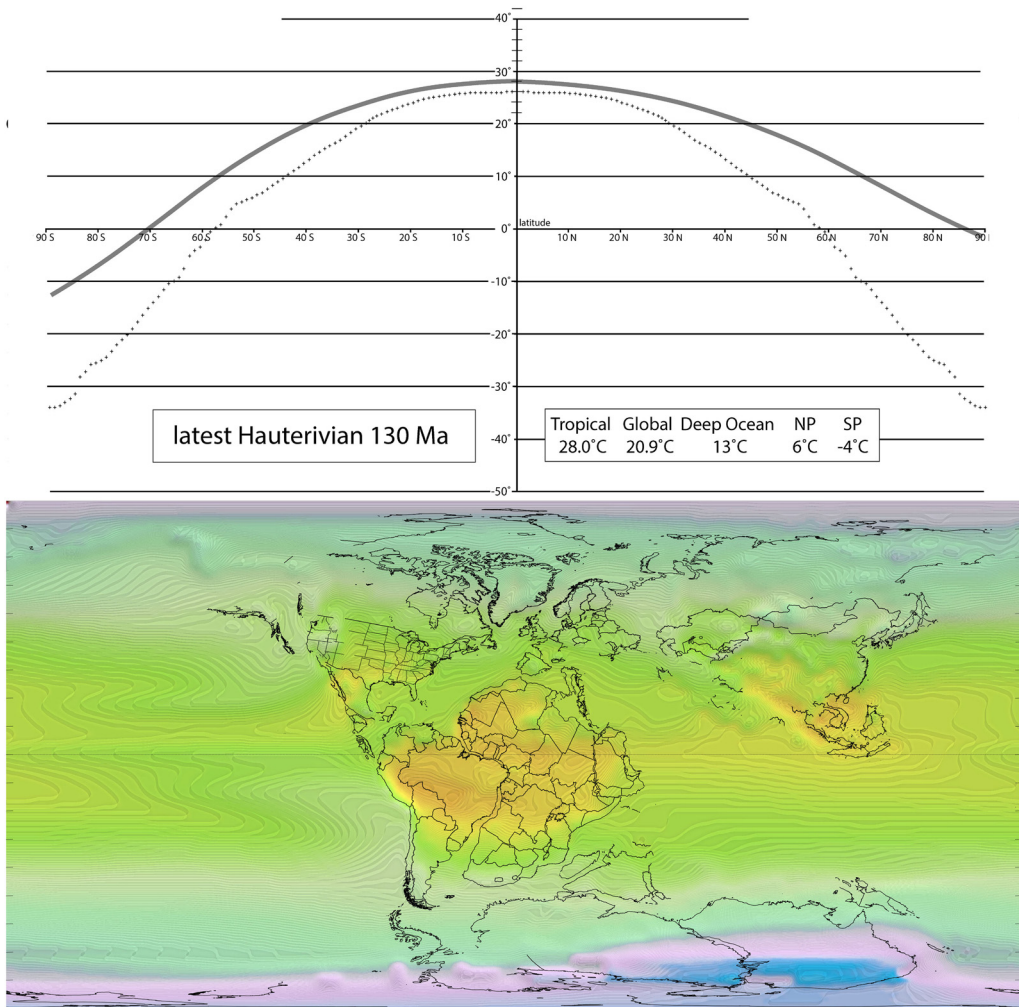 40˚
30˚
20˚
10˚
0˚
latitude
90 S 80 S 70 S 60 S 50 S 40 S 30 S 20 S 10 S 10 N 20 N 30 N 40 N 50 N 60 N 70 N 80 N 90
-10˚
-20˚
-30˚
-40˚
-50˚
latest Hauterivian 130 Ma
Tropical Global Deep Ocean NP SP
28.0˚C 20.9˚C 13˚C 6˚C -4˚C